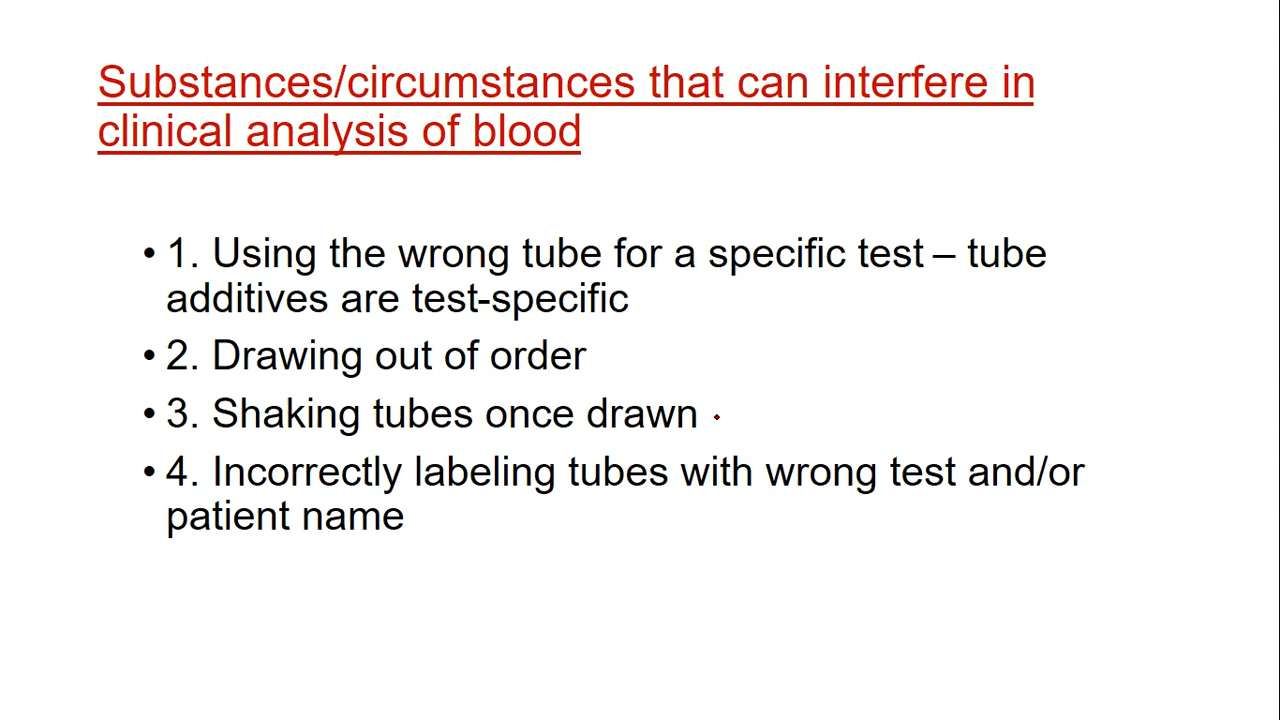 Substances/circumstances that can interfere in
clinical analysis of blood
• 1. Using the wrong tube for a specific test – tube
additives are test-specific
• 2. Drawing out of order
• 3. Shaking tubes once drawn
• 4. Incorrectly labeling tubes with wrong test and/or
patient name